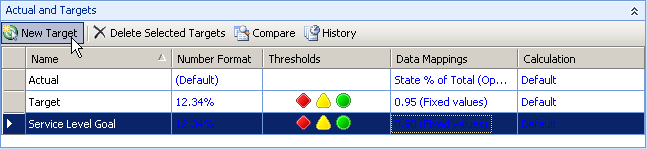 Actual and Targets
New Target Delete Selected Targets Compare History
Name Number Format Thresholds Data Mappings Calculation
Actual (Default) State % of Total (Op... Default
Target 12.34% 0.95 (Fixed values) Default
Service Level Goal 12.34% (Fixed values) Default